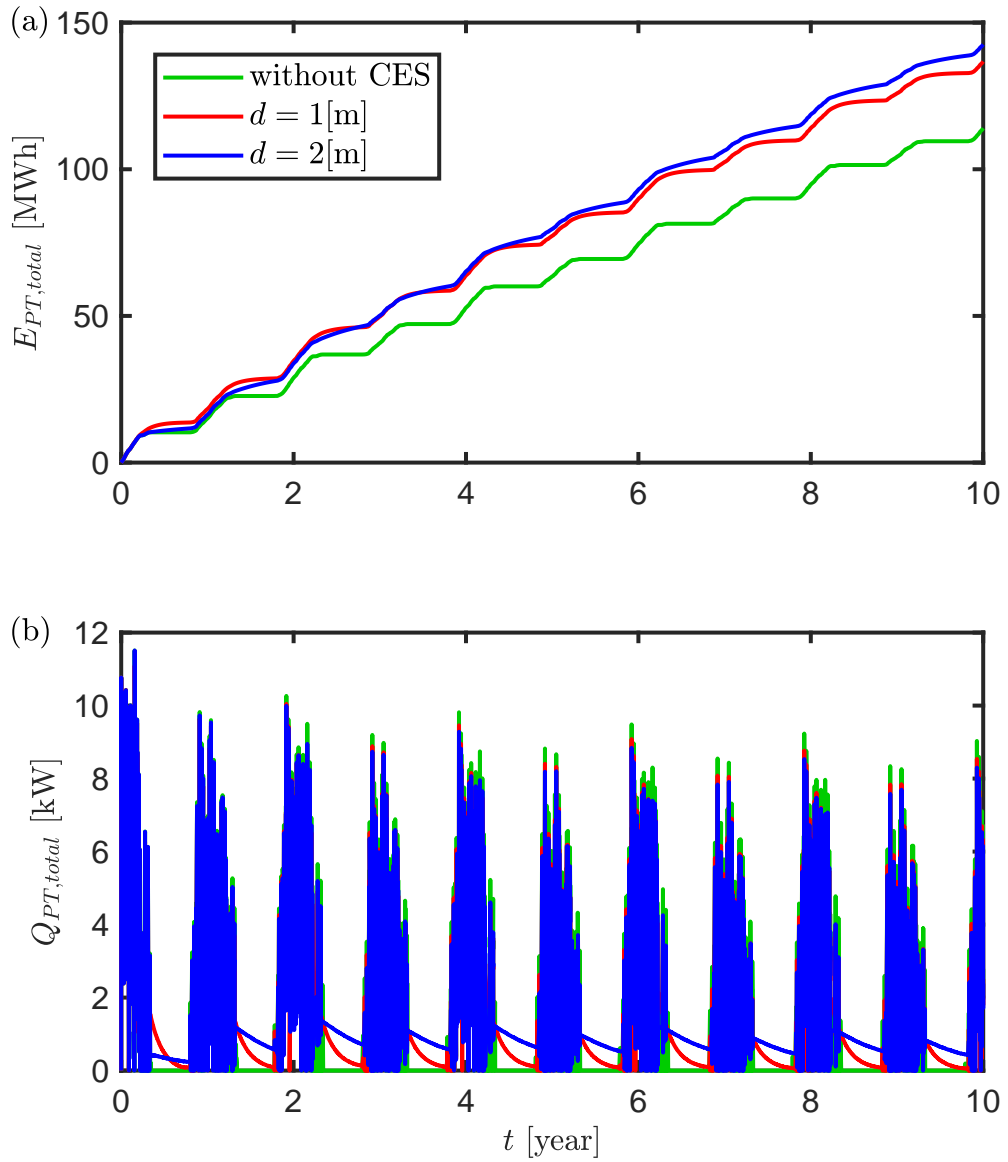 (a)
150
100
50
0
E_{PT,total} [MWh]
without CES
d = 1[m]
d = 2[m]
0 2 4 6 8 10
(b)
12
10
8
6
4
2
0
Q_{PT,total} [kW]
0 2 4 6 8 10
t [year]